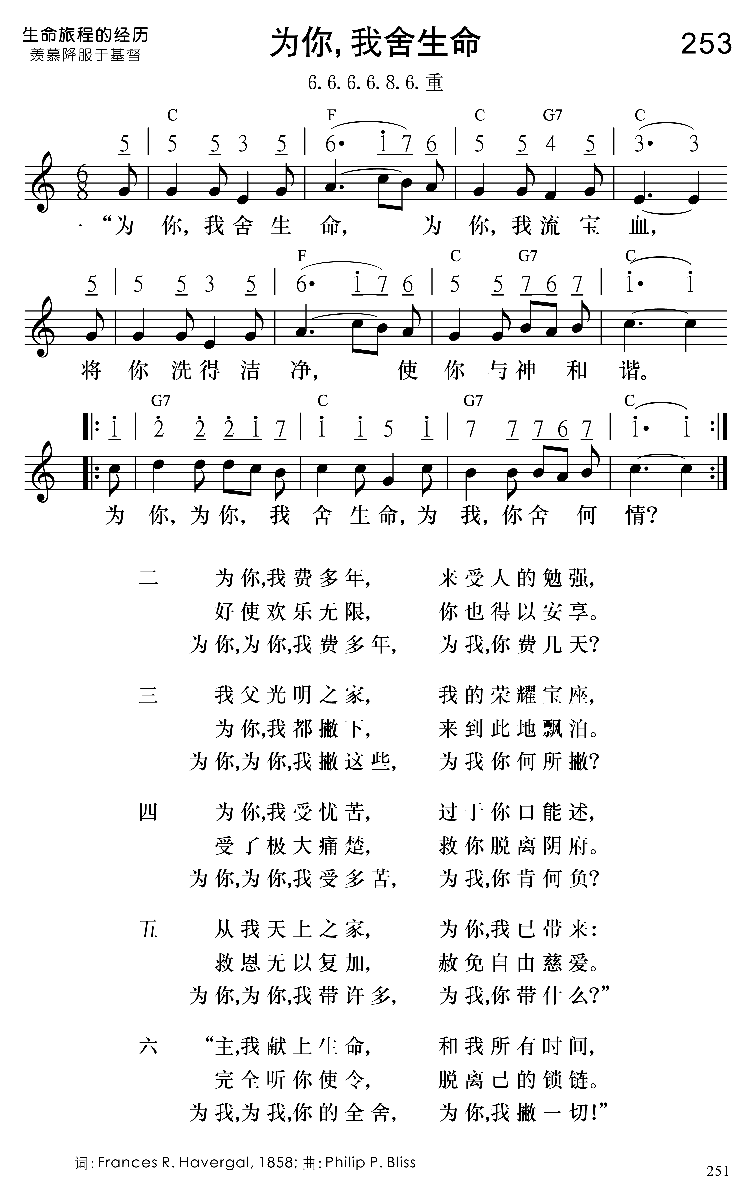 生命旅程的经历
羡慕降服于基督
为你，我舍生命
253
6.6.6.6.8.6.重
C F C G7 C
5 | 5 5 3 5 | 6· i 7 6 | 5 5 4 5 | 3· 3
·“为 你，我 舍 生 命， 为 你，我 流 宝 血，
F C G7 C
5 | 5 5 3 5 | 6· i 7 6 | 5 5 7 6 7 | i· i
将 你 洗 得 洁 净， 使 你 与 神 和 谐。
G7 C G7 C
‖: i | 2̇ 2̇ 2̇ i 7 | i i 5 i | 7 7 7 6 7 | i· i :‖
为 你，为 你，我 舍 生 命，为 我，你 舍 何 情？
二 为你，我费多年， 来受人的勉强，
好使欢乐无限， 你也得以安享。
为你，为你，我费多年， 为我，你费几天？
三 我父光明之家， 我的荣耀宝座，
为你，我都撇下， 来到此地飘泊。
为你，为你，我撇这些， 为我你何所撇？
四 为你，我受忧苦， 过于你口能述，
受了极大痛楚， 救你脱离阴府。
为你，为你，我受多苦， 为我，你肯何负？
五 从我天上之家， 为你，我已带来：
救恩无以复加， 赦免自由慈爱。
为你，为你，我带许多， 为我，你带什么？”
六 “主，我献上生命， 和我所有时间，
完全听你使令， 脱离己的锁链。
为我，为我，你的全舍， 为你，我撇一切！”
词：Frances R. Havergal, 1858; 曲：Philip P. Bliss
251